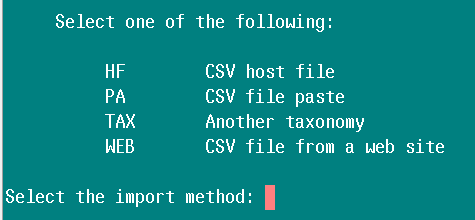 Select one of the following:
HF CSV host file
PA CSV file paste
TAX Another taxonomy
WEB CSV file from a web site
Select the import method: